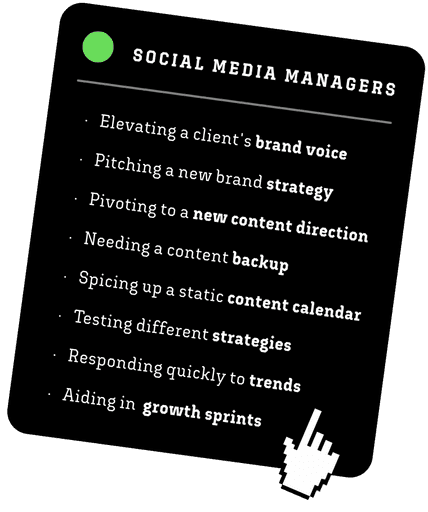 SOCIAL MEDIA MANAGERS
· Elevating a client's brand voice
· Pitching a new brand strategy
· Pivoting to a new content direction
· Needing a content backup
· Spicing up a static content calendar
· Testing different strategies
· Responding quickly to trends
· Aiding in growth sprints